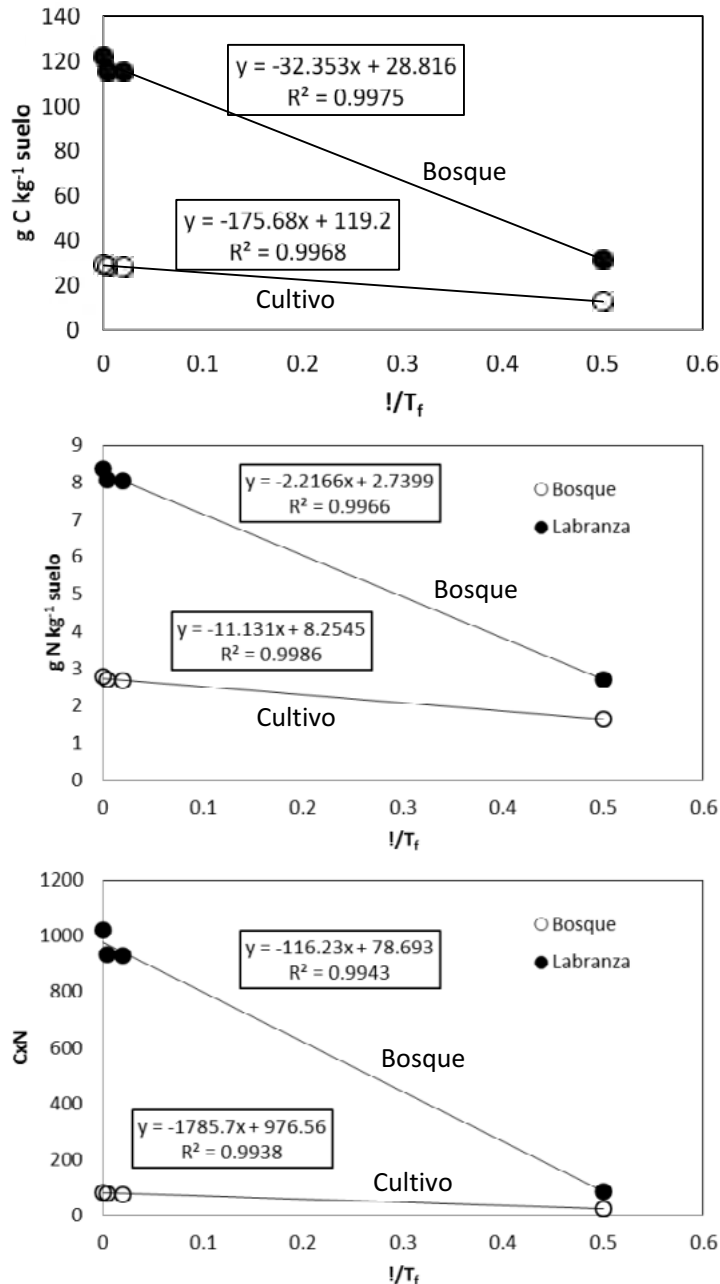 140
120
100
80
60
40
20
0
g C kg⁻¹ suelo
y = -32.353x + 28.816
R² = 0.9975
Bosque
y = -175.68x + 119.2
R² = 0.9968
Cultivo
0 0.1 0.2 0.3 0.4 0.5 0.6
!/Tf
9
8
7
6
5
4
3
2
1
0
g N kg⁻¹ suelo
y = -2.2166x + 2.7399
R² = 0.9966
Bosque
Labranza
Bosque
y = -11.131x + 8.2545
R² = 0.9986
Cultivo
0 0.1 0.2 0.3 0.4 0.5 0.6
!/Tf
1200
1000
800
600
400
200
0
CxN
y = -116.23x + 78.693
R² = 0.9943
Bosque
Labranza
Bosque
y = -1785.7x + 976.56
R² = 0.9938
Cultivo
0 0.1 0.2 0.3 0.4 0.5 0.6
!/Tf